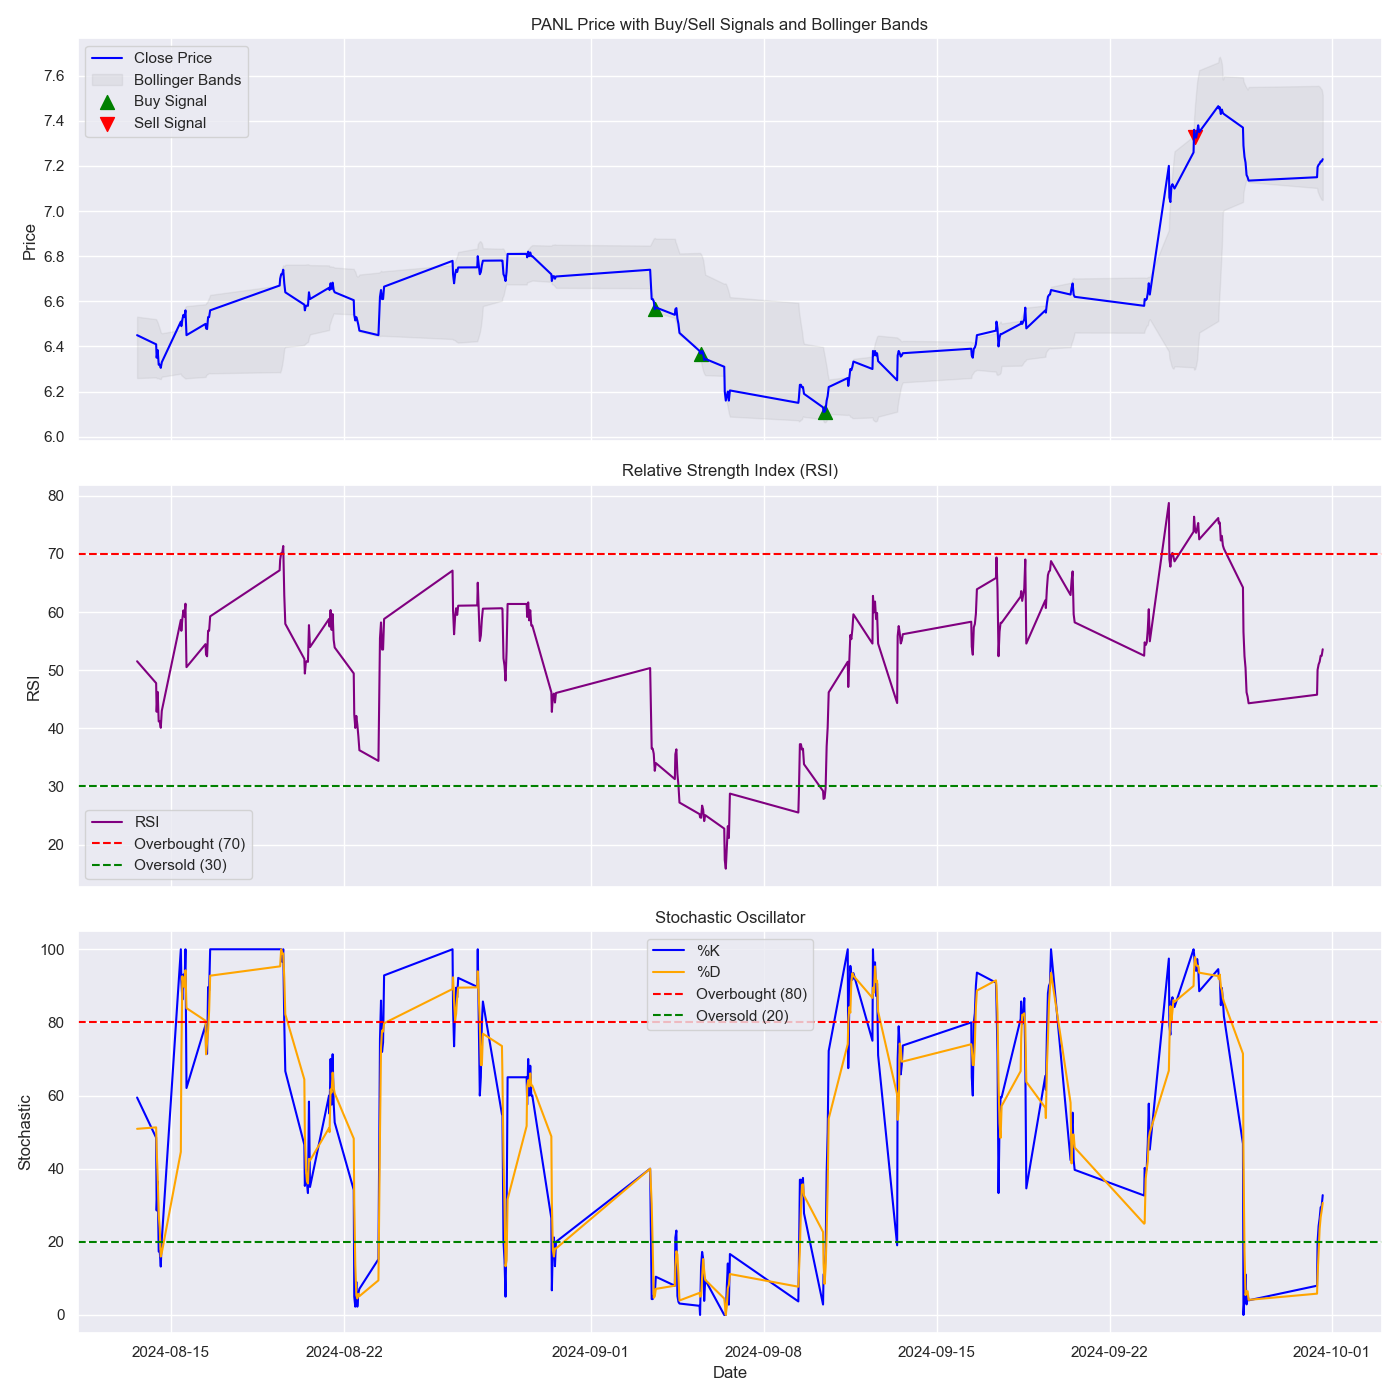 PANL Price with Buy/Sell Signals and Bollinger Bands
Close Price
Bollinger Bands
Buy Signal
Sell Signal
Price
7.6
7.4
7.2
7.0
6.8
6.6
6.4
6.2
6.0
Relative Strength Index (RSI)
80
70
60
50
40
30
20
RSI
RSI
Overbought (70)
Oversold (30)
Stochastic Oscillator
%K
%D
Overbought (80)
Oversold (20)
100
80
60
40
20
0
Stochastic
2024-08-15
2024-08-22
2024-09-01
2024-09-08
2024-09-15
2024-09-22
2024-10-01
Date